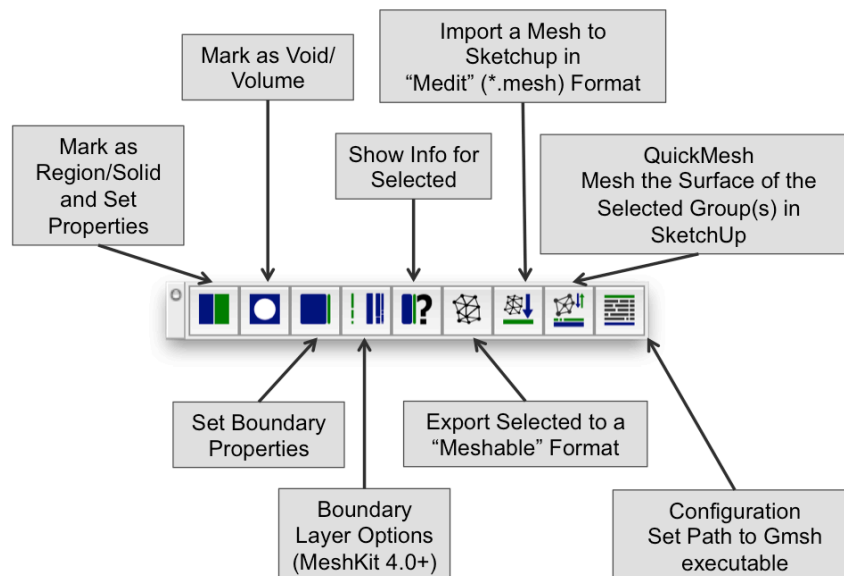 Mark as Void/
Volume
Import a Mesh to
Sketchup in
“Medit” (*.mesh) Format
Mark as
Region/Solid
and Set
Properties
Show Info for
Selected
QuickMesh
Mesh the Surface of the
Selected Group(s) in
SketchUp
?
Set Boundary
Properties
Export Selected to a
“Meshable” Format
Boundary
Layer Options
(MeshKit 4.0+)
Configuration
Set Path to Gmsh
executable